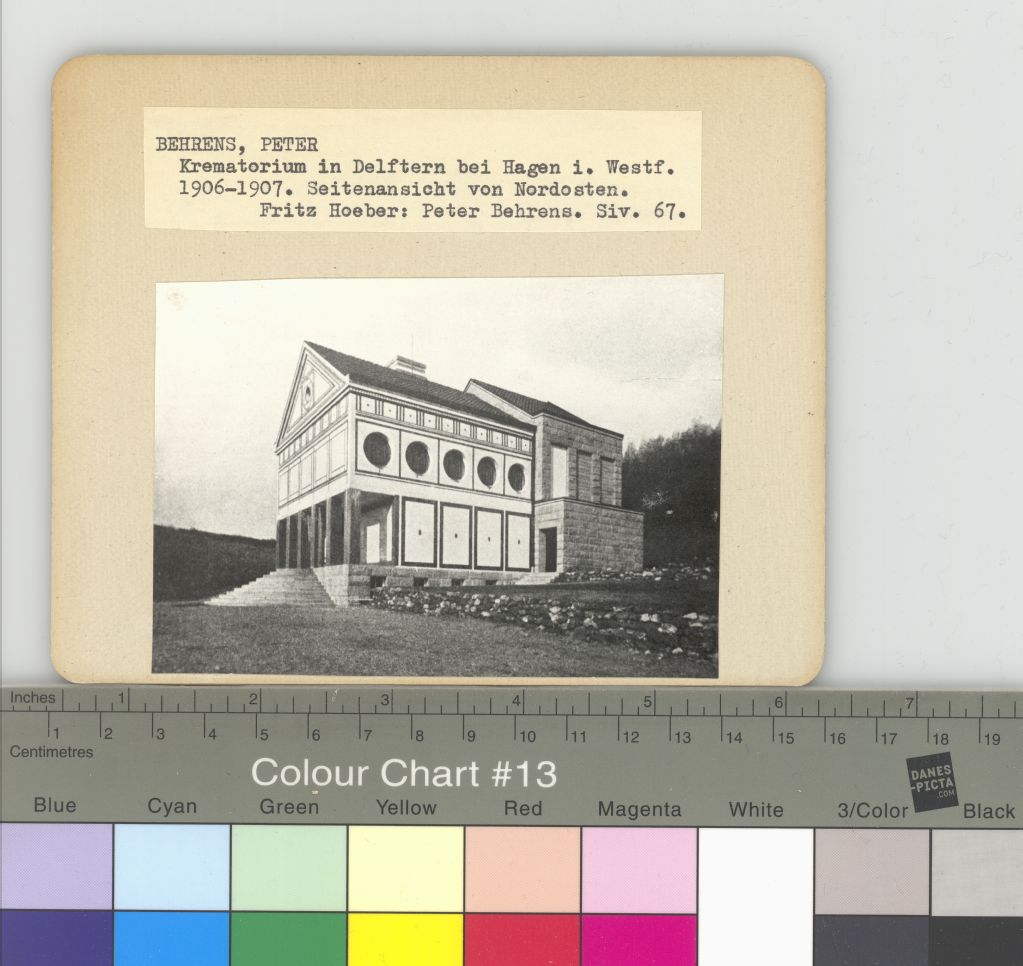 BEHRENS, PETER
Krematorium in Delftern bei Hagen i. Westf.
1906-1907. Seitenansicht von Nordosten.
Fritz Hoeber: Peter Behrens. Siv. 67.
Inches 1 2 3 4 5 6 7
1 2 3 4 5 6 7 8 9 10 11 12 13 14 15 16 17 18 19
Centimetres
Colour Chart #13
DANES
-PICTA
.COM
Blue Cyan Green Yellow Red Magenta White 3/Color Black